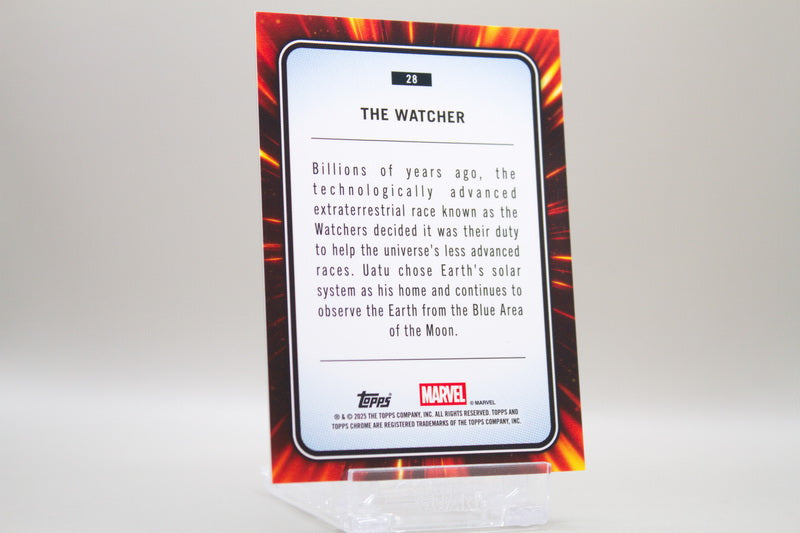 28
THE WATCHER
Billions of years ago, the
technologically advanced
extraterrestrial race known as the
Watchers decided it was their duty
to help the universe's less advanced
races. Uatu chose Earth's solar
system as his home and continues to
observe the Earth from the Blue Area
of the Moon.
Topps MARVEL © MARVEL
® & © 2025 THE TOPPS COMPANY, INC. ALL RIGHTS RESERVED. TOPPS AND
TOPPS CHROME ARE REGISTERED TRADEMARKS OF THE TOPPS COMPANY, INC.